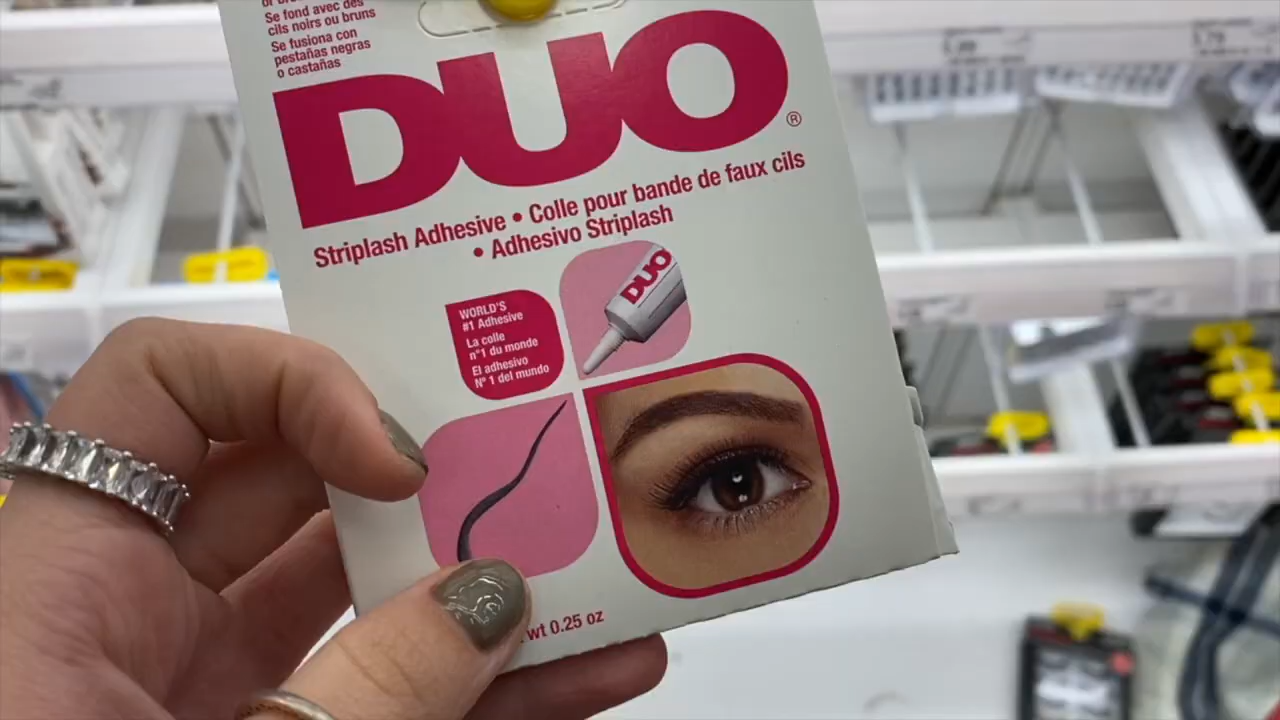 Se fond avec des
cils noirs ou bruns
Se fusiona con
pestañas negras
o castañas
DUO®
Striplash Adhesive • Colle pour bande de faux cils
• Adhesivo Striplash
DUO
WORLD'S
#1 Adhesive
La colle
n°1 du monde
El adhesivo
Nº 1 del mundo
wt 0.25 oz